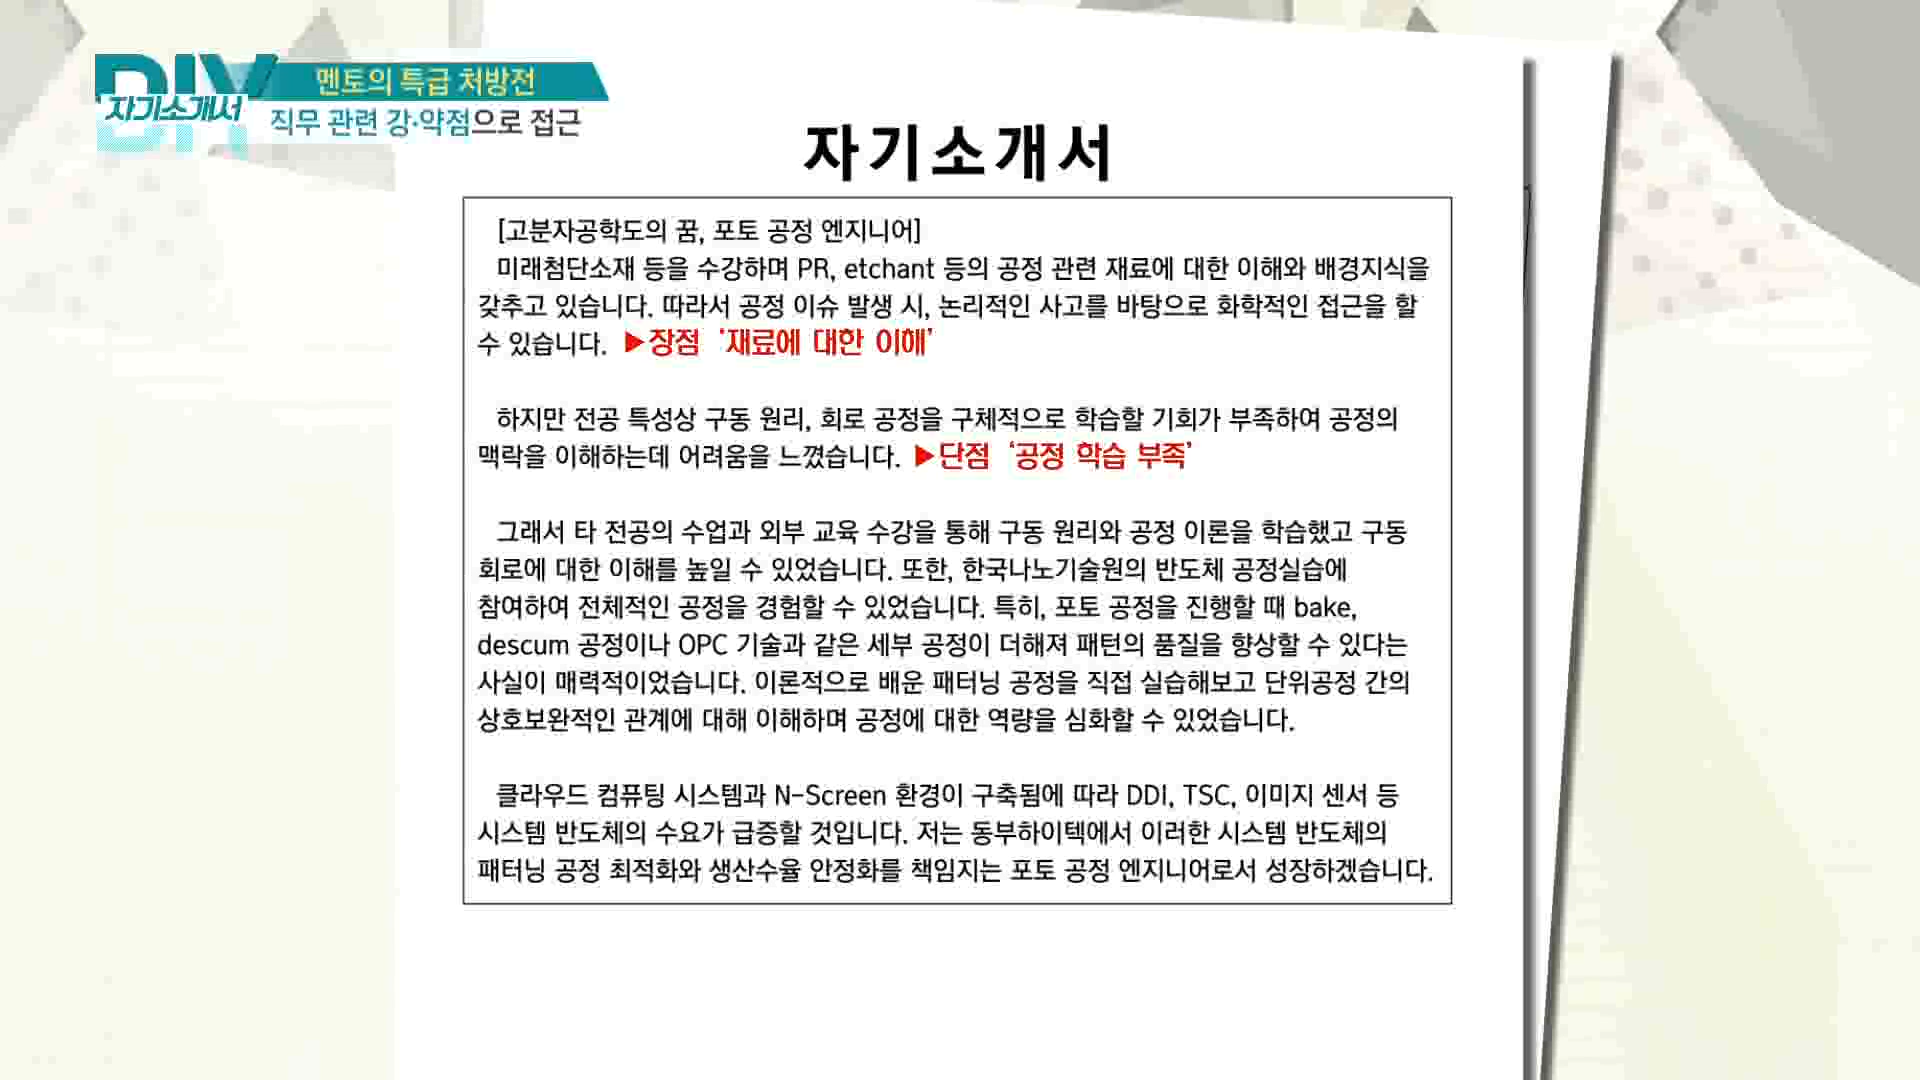 DIY
자기소개서
멘토의 특급 처방전
직무 관련 강·약점으로 접근
자기소개서
[고분자공학도의 꿈, 포토 공정 엔지니어]
미래첨단소재 등을 수강하며 PR, etchant 등의 공정 관련 재료에 대한 이해와 배경지식을
갖추고 있습니다. 따라서 공정 이슈 발생 시, 논리적인 사고를 바탕으로 화학적인 접근을 할
수 있습니다. ▶장점 ‘재료에 대한 이해’
하지만 전공 특성상 구동 원리, 회로 공정을 구체적으로 학습할 기회가 부족하여 공정의
맥락을 이해하는데 어려움을 느꼈습니다. ▶단점 ‘공정 학습 부족’
그래서 타 전공의 수업과 외부 교육 수강을 통해 구동 원리와 공정 이론을 학습했고 구동
회로에 대한 이해를 높일 수 있었습니다. 또한, 한국나노기술원의 반도체 공정실습에
참여하여 전체적인 공정을 경험할 수 있었습니다. 특히, 포토 공정을 진행할 때 bake,
descum 공정이나 OPC 기술과 같은 세부 공정이 더해져 패턴의 품질을 향상할 수 있다는
사실이 매력적이었습니다. 이론적으로 배운 패터닝 공정을 직접 실습해보고 단위공정 간의
상호보완적인 관계에 대해 이해하며 공정에 대한 역량을 심화할 수 있었습니다.
클라우드 컴퓨팅 시스템과 N-Screen 환경이 구축됨에 따라 DDI, TSC, 이미지 센서 등
시스템 반도체의 수요가 급증할 것입니다. 저는 동부하이텍에서 이러한 시스템 반도체의
패터닝 공정 최적화와 생산수율 안정화를 책임지는 포토 공정 엔지니어로서 성장하겠습니다.